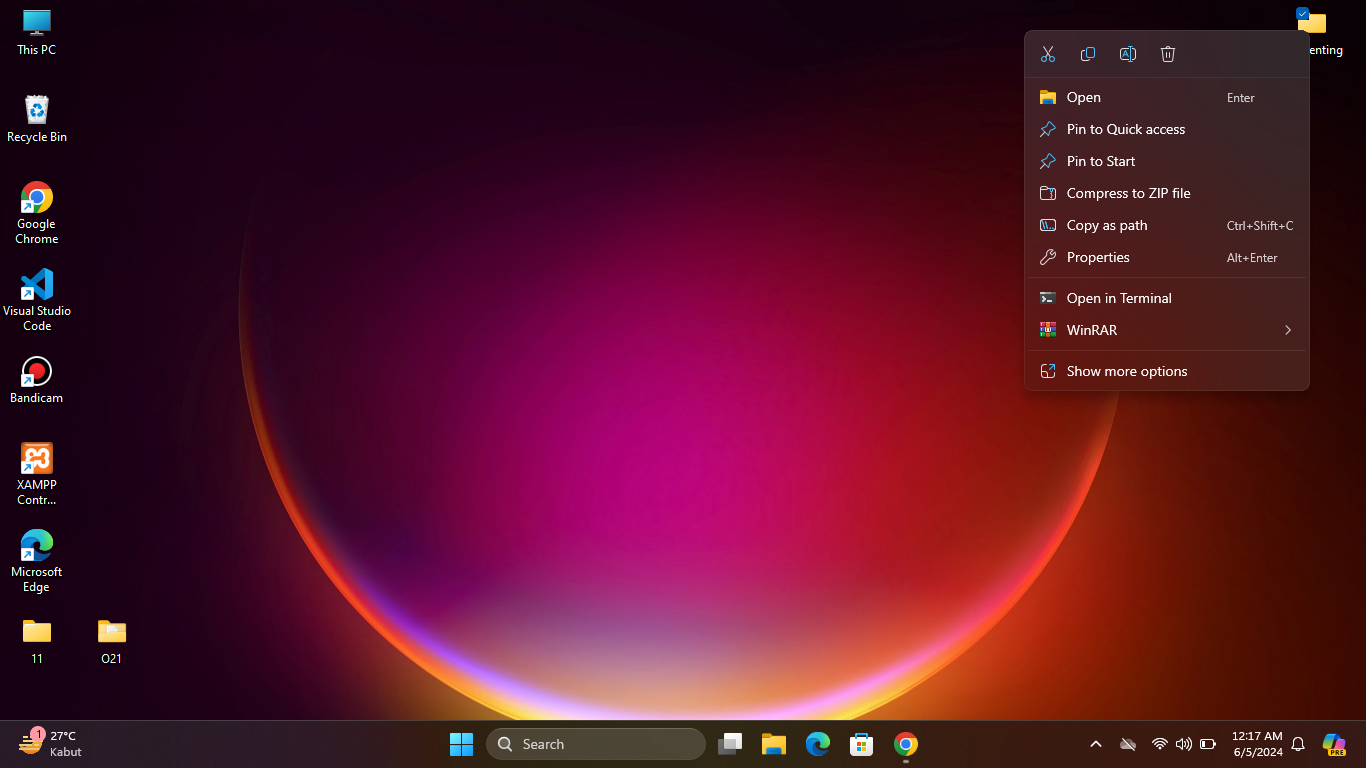 This PC
Recycle Bin
Google
Chrome
Visual Studio
Code
Bandicam
XAMPP
Contr...
Microsoft
Edge
11
O21
enting
Open Enter
Pin to Quick access
Pin to Start
Compress to ZIP file
Copy as path Ctrl+Shift+C
Properties Alt+Enter
Open in Terminal
WinRAR
Show more options
1
27°C
Kabut
Search
12:17 AM
6/5/2024
PRE